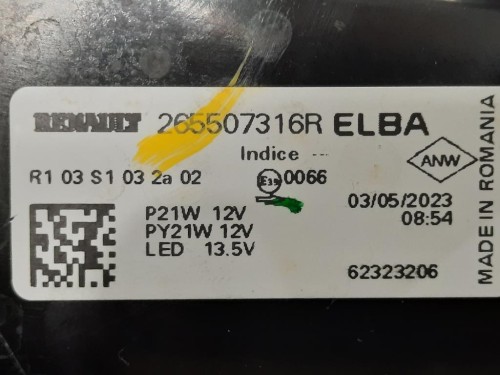 RENAULT 265507316R ELBA
Indice --
R1 03 S1 03 2a 02 E19 0066
ANW
03/05/2023
08:54
P21W 12V
PY21W 12V
LED 13.5V
62323206
MADE IN ROMANIA